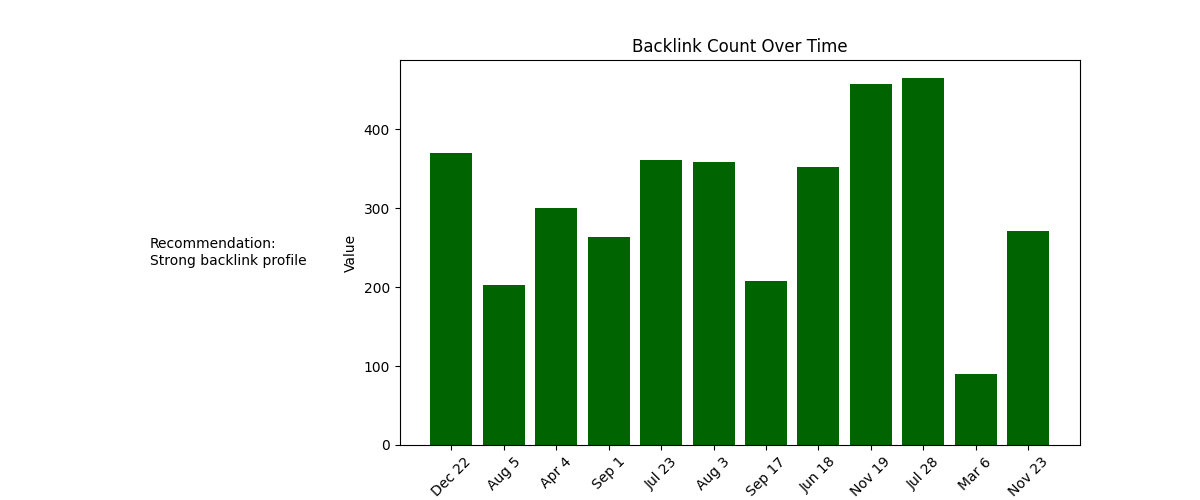 Backlink Count Over Time
Recommendation:
Strong backlink profile
Value
400
300
200
100
0
Dec 22
Aug 5
Apr 4
Sep 1
Jul 23
Aug 3
Sep 17
Jun 18
Nov 19
Jul 28
Mar 6
Nov 23